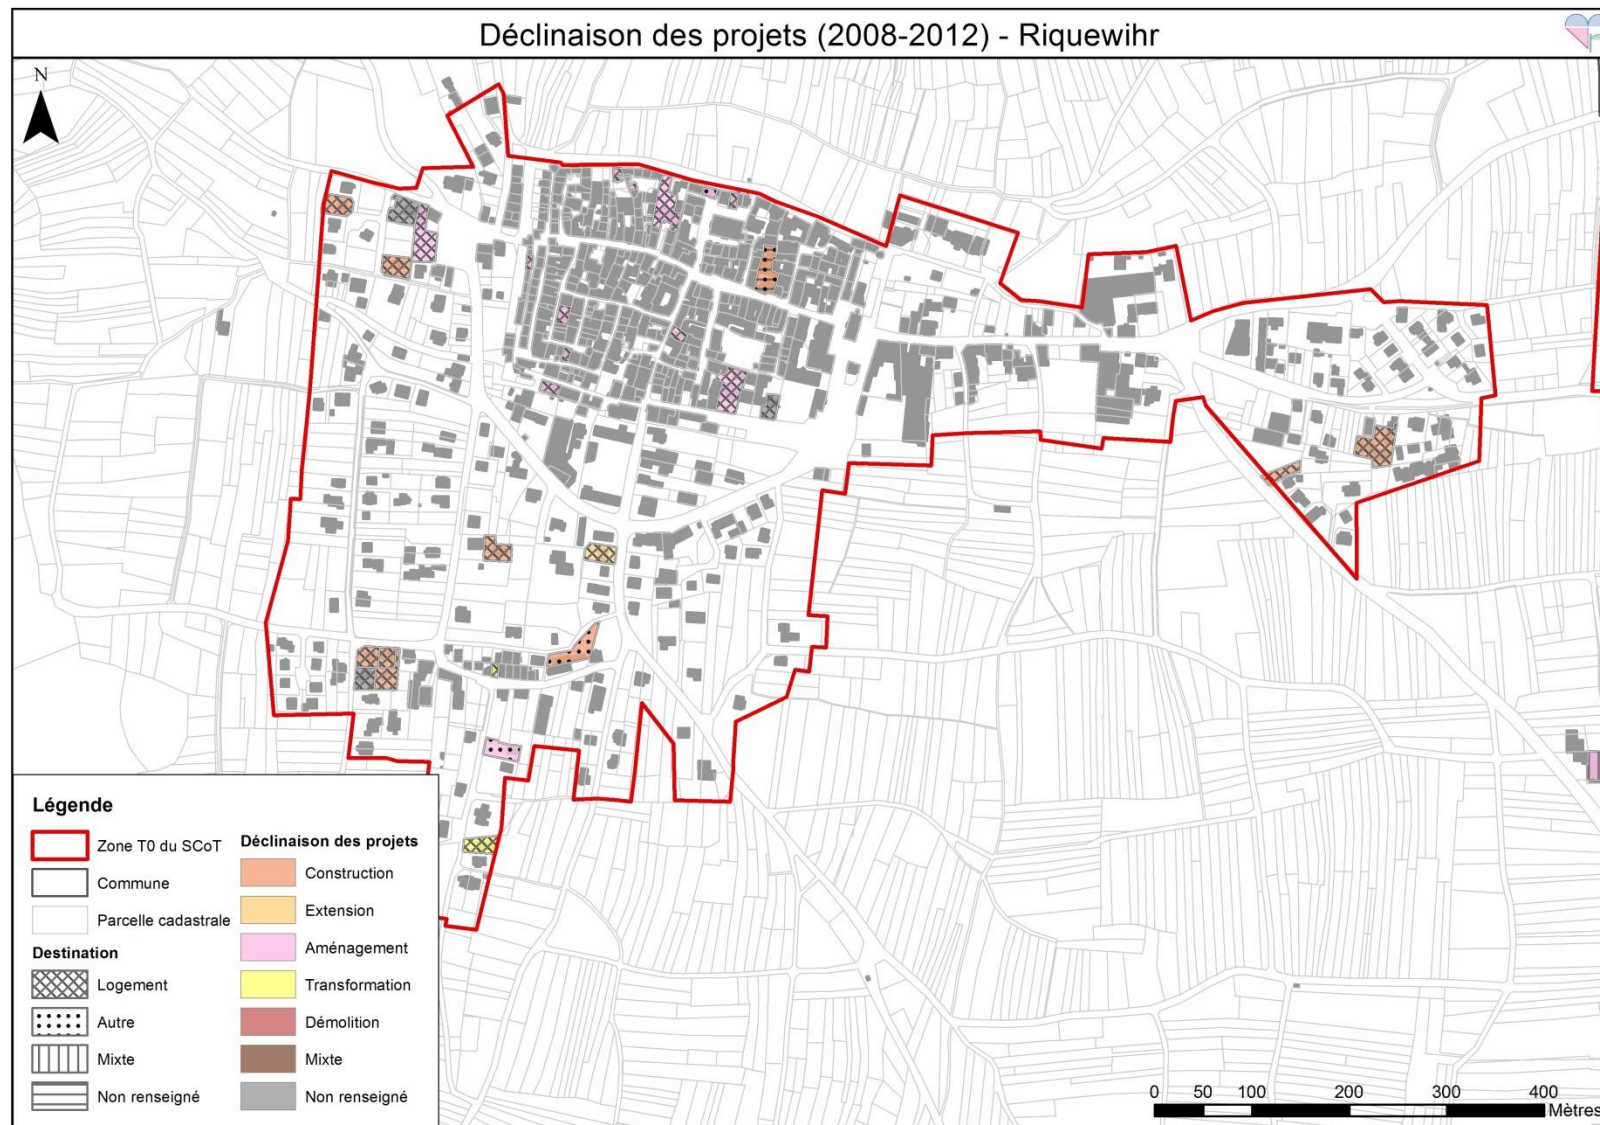 Déclinaison des projets (2008-2012) - Riquewihr
N
Légende
Zone T0 du SCoT
Commune
Parcelle cadastrale
Destination
Logement
Autre
Mixte
Non renseigné
Déclinaison des projets
Construction
Extension
Aménagement
Transformation
Démolition
Mixte
Non renseigné
0 50 100 200 300 400
Mètres